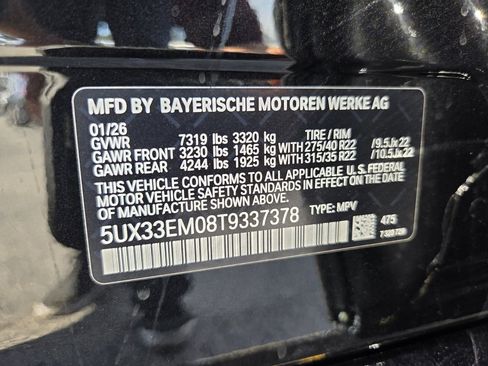 MFD BY BAYERISCHE MOTOREN WERKE AG
01/26
GVWR 7319 lbs 3320 kg TIRE / RIM
GAWR FRONT 3230 lbs 1465 kg WITH 275/40 R22 /9.5Jx22
GAWR REAR 4244 lbs 1925 kg WITH 315/35 R22 /10.5Jx22
THIS VEHICLE CONFORMS TO ALL APPLICABLE FEDERAL
MOTOR VEHICLE SAFETY STANDARDS IN EFFECT ON THE
DATE OF MANUFACTURE SHOWN ABOVE.
5UX33EM08T9337378 TYPE: MPV
475